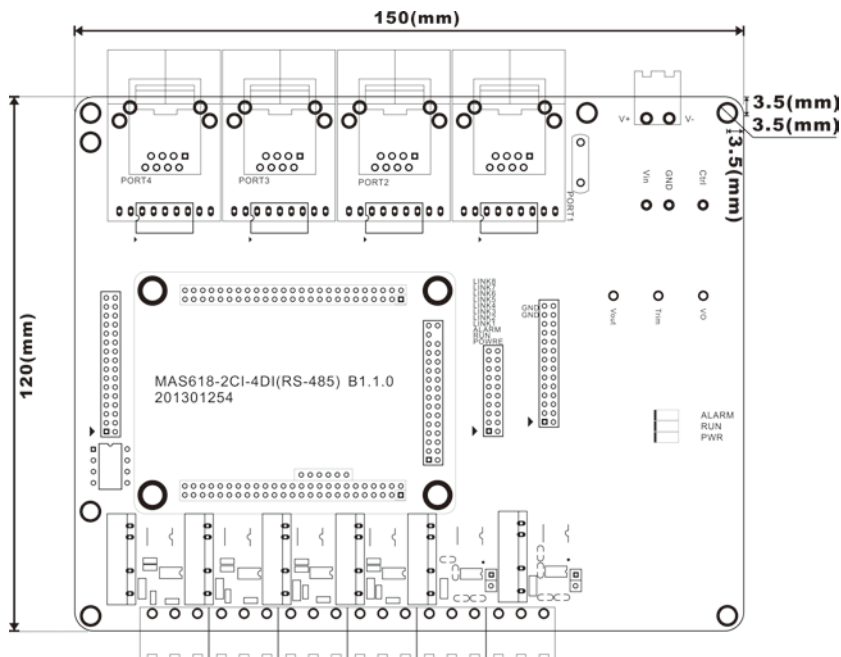 150(mm)
3.5(mm)
3.5(mm)
3.5(mm)
120(mm)
V+ V-
PORT4 PORT3 PORT2 PORT1
Vin GND Ctrl
LINK8
LINK7
LINK6
LINK5
LINK4
LINK3
LINK2
LINK1
ALARM
RUN
POWRE
GND
GND
Vout Trim VO
MAS618-2CI-4DI(RS-485) B1.1.0
201301254
ALARM
RUN
PWR